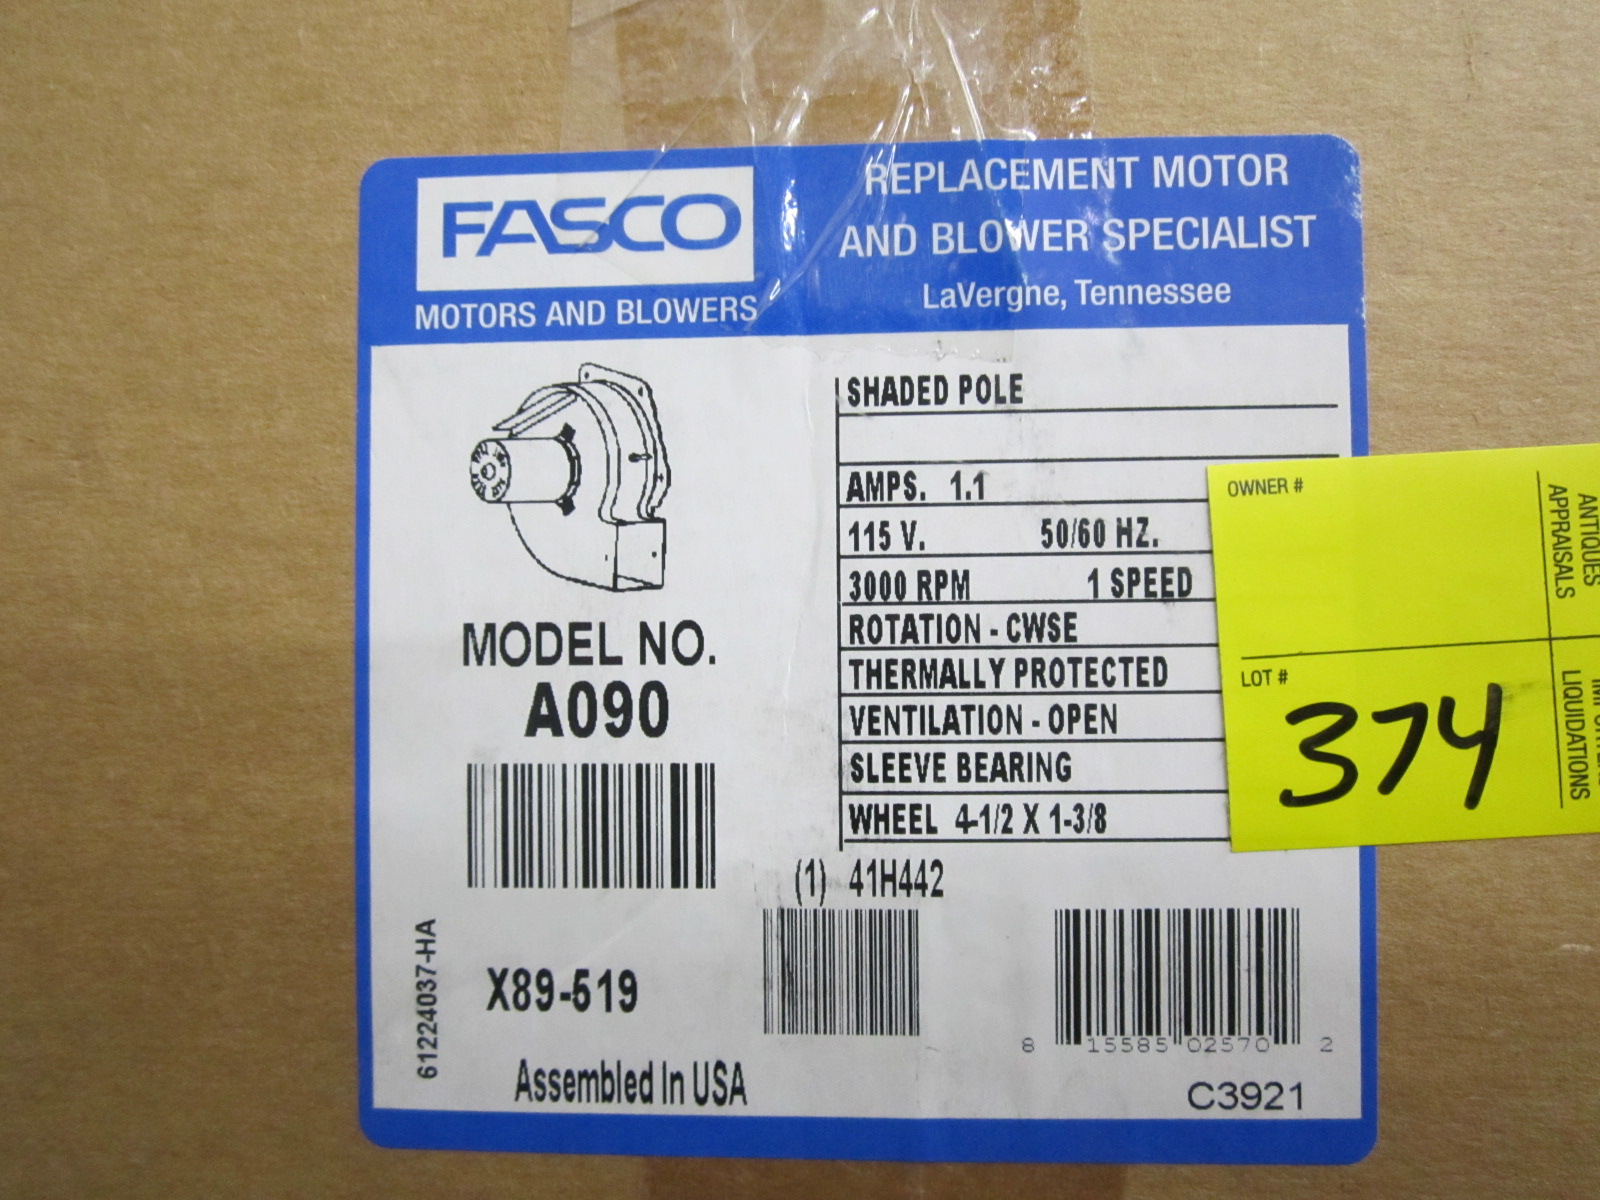 FASCO
MOTORS AND BLOWERS
REPLACEMENT MOTOR
AND BLOWER SPECIALIST
LaVergne, Tennessee
MODEL NO.
A090
SHADED POLE
AMPS. 1.1
115 V. 50/60 HZ.
3000 RPM 1 SPEED
ROTATION - CWSE
THERMALLY PROTECTED
VENTILATION - OPEN
SLEEVE BEARING
WHEEL 4-1/2 X 1-3/8
(1) 41H442
61224037-HA
X89-519
Assembled In USA
8 15585 02570 2
C3921
OWNER #
LOT #
374
ANTIQUES
APPRAISALS
LIQUIDATIONS